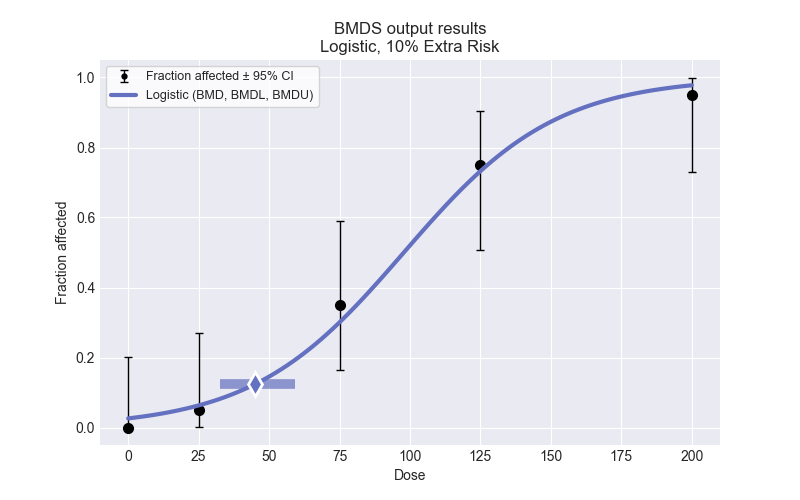 BMDS output results
Logistic, 10% Extra Risk
Fraction affected ± 95% CI
Logistic (BMD, BMDL, BMDU)
Fraction affected
1.0
0.8
0.6
0.4
0.2
0.0
0 25 50 75 100 125 150 175 200
Dose